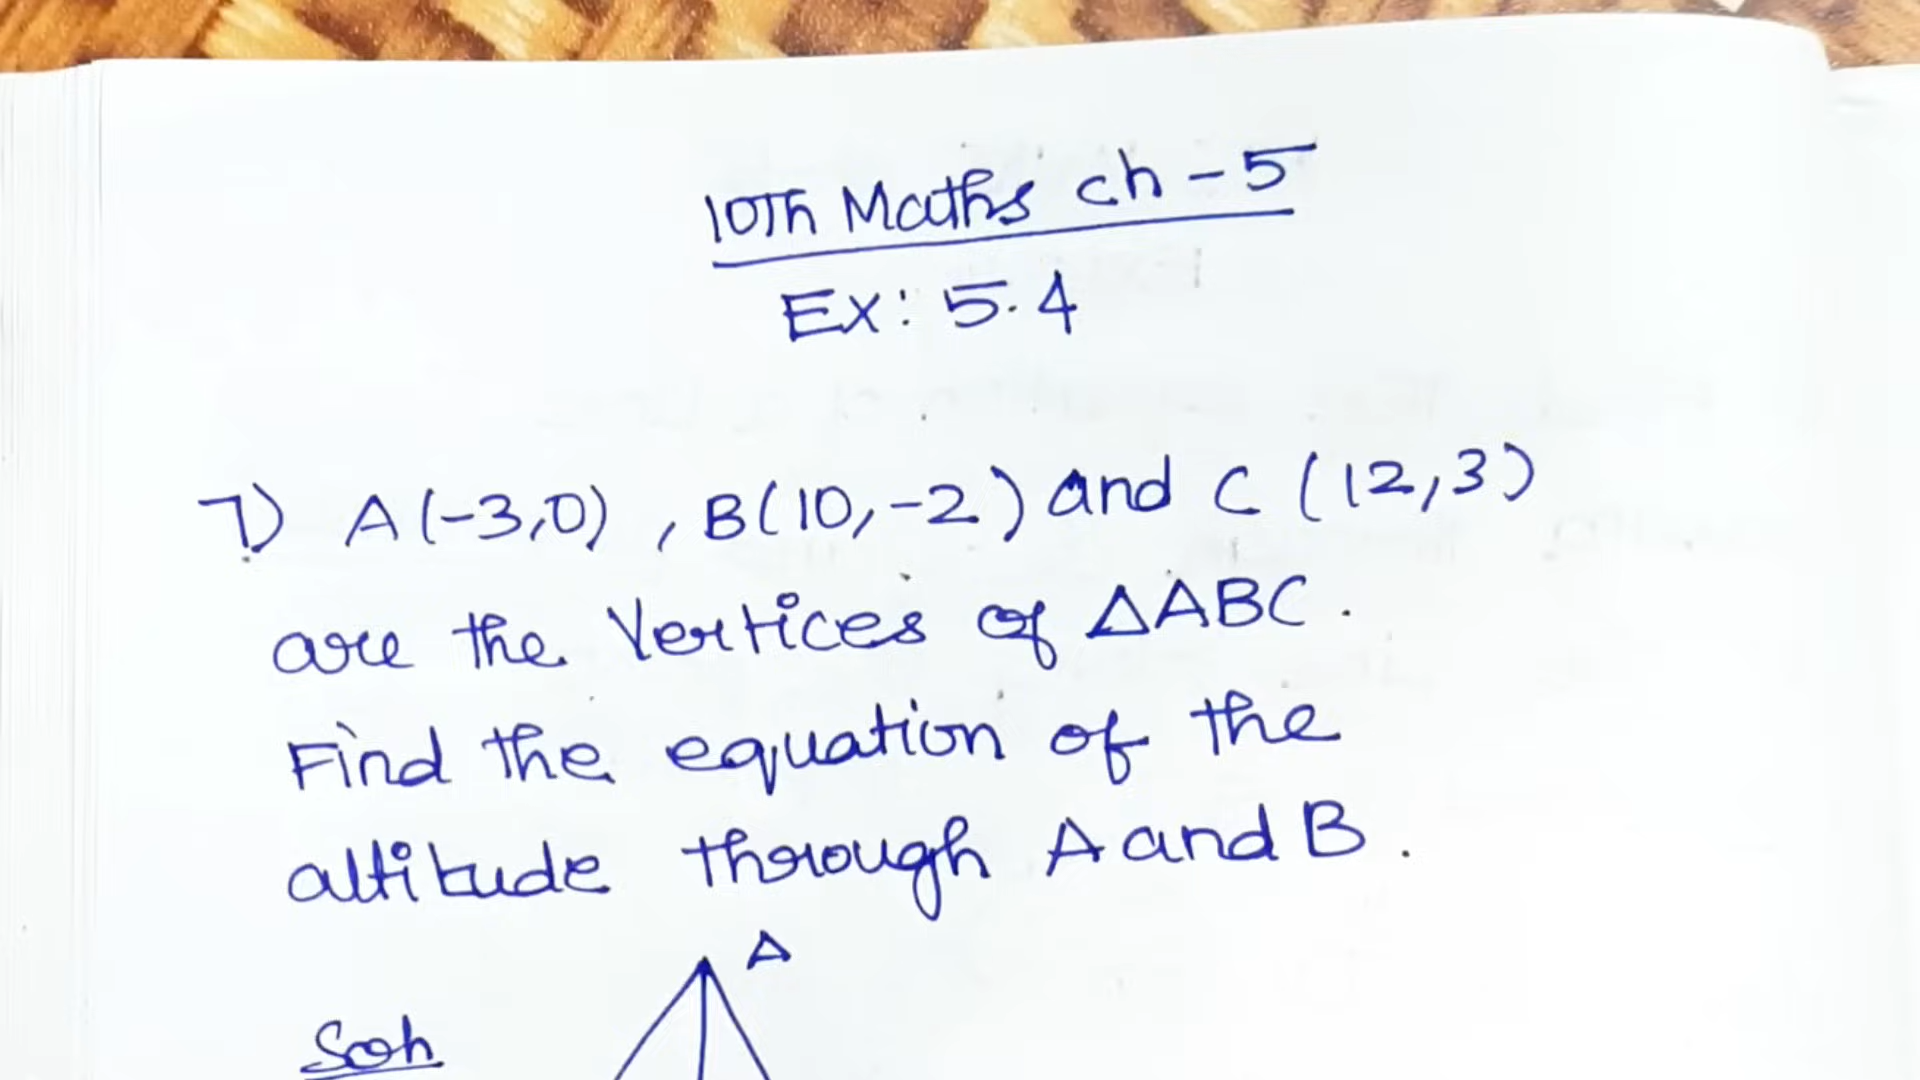 10Th Maths Ch - 5
Ex: 5.4
7) A(-3,0), B(10,-2) and C (12,3)
are the Vertices of ΔABC.
Find the equation of the
altitude through A and B.
A
Soln